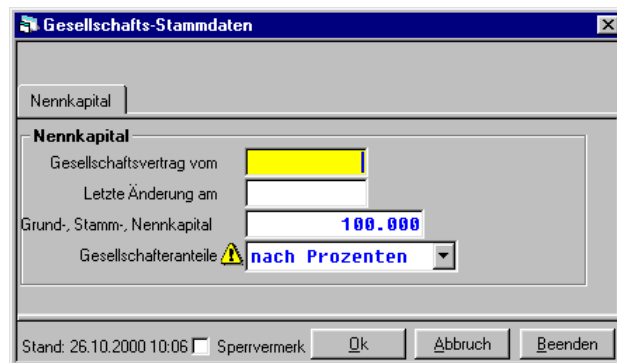 Gesellschafts-Stammdaten
Nennkapital
Nennkapital
Gesellschaftsvertrag vom
Letzte Änderung am
Grund-, Stamm-, Nennkapital 100.000
Gesellschafteranteile nach Prozenten
Stand: 26.10.2000 10:06 Sperrvermerk Ok Abbruch Beenden